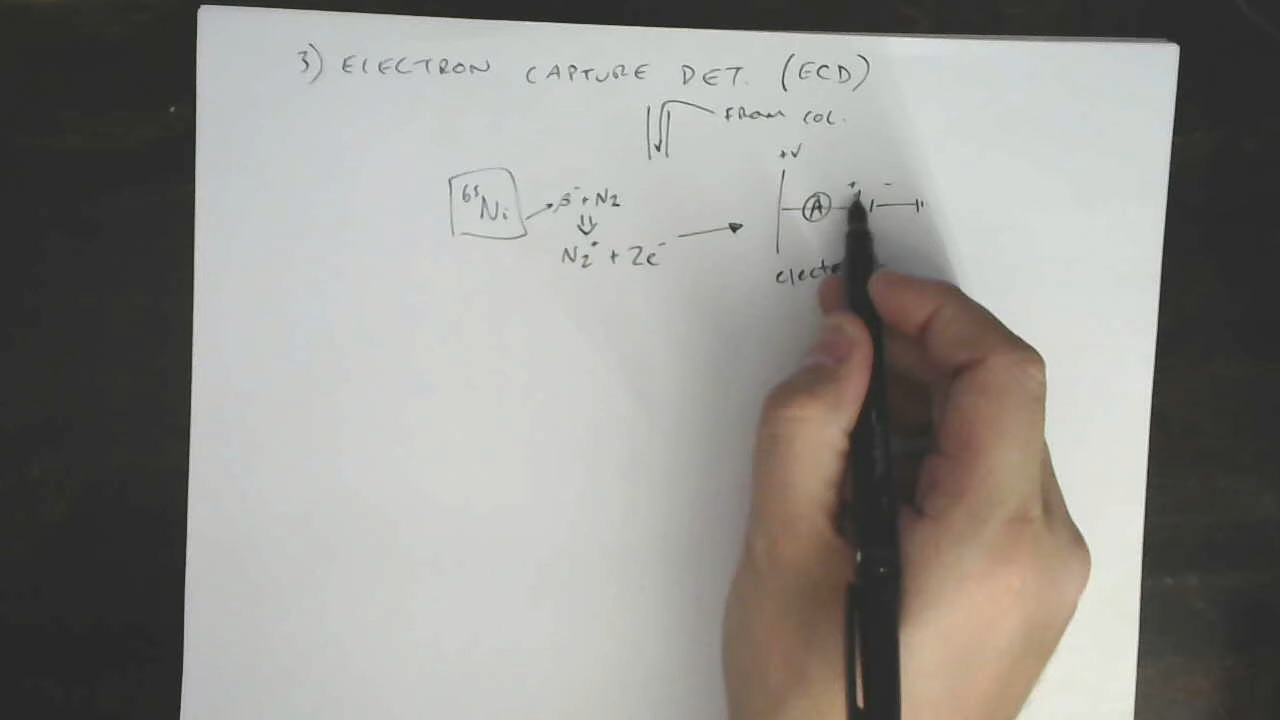 3) ELECTRON CAPTURE DET. (ECD)
FROM COL.
+V
63Ni β⁻ + N2
A + -
N2⁺ + 2e⁻